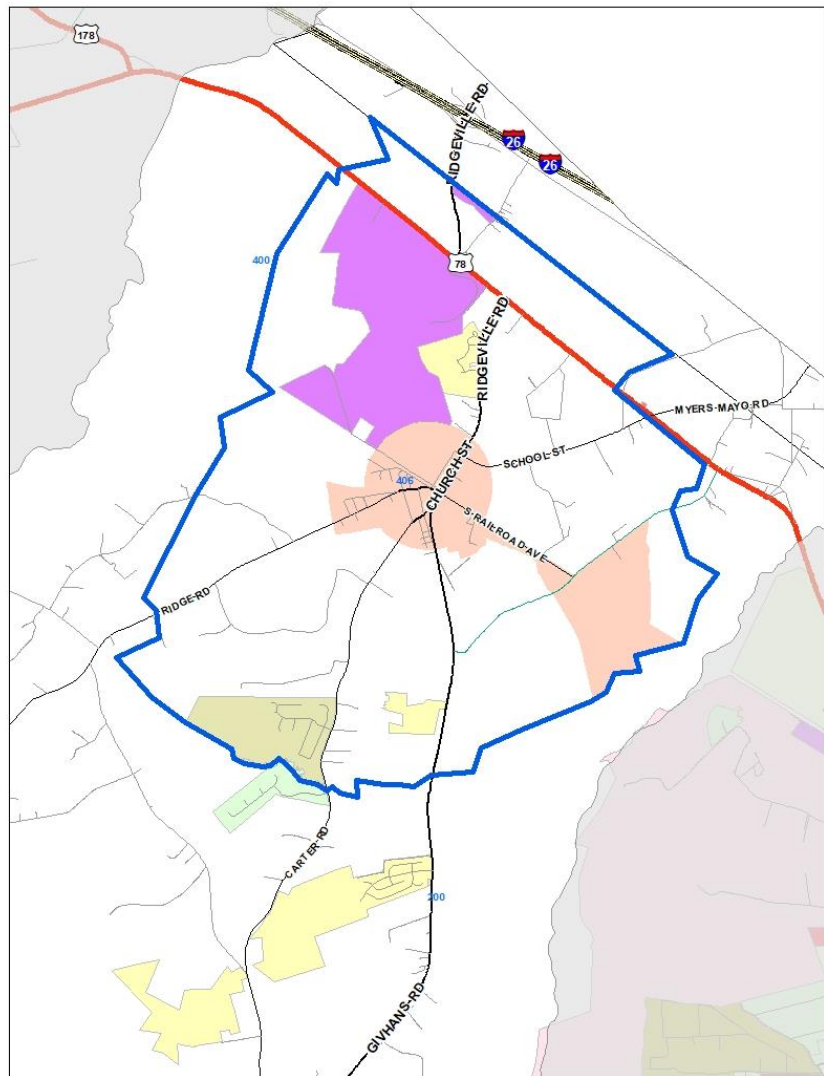 178
RIDGEVILLE-RD
26
26
400
78
RIDGEVILLE-RD
MYERS-MAYO-RD
SCHOOL-ST
CHURCH-ST
406
S-RAILROAD-AVE
RIDGE-RD
CARTER-RD
200
GIVHANS-RD